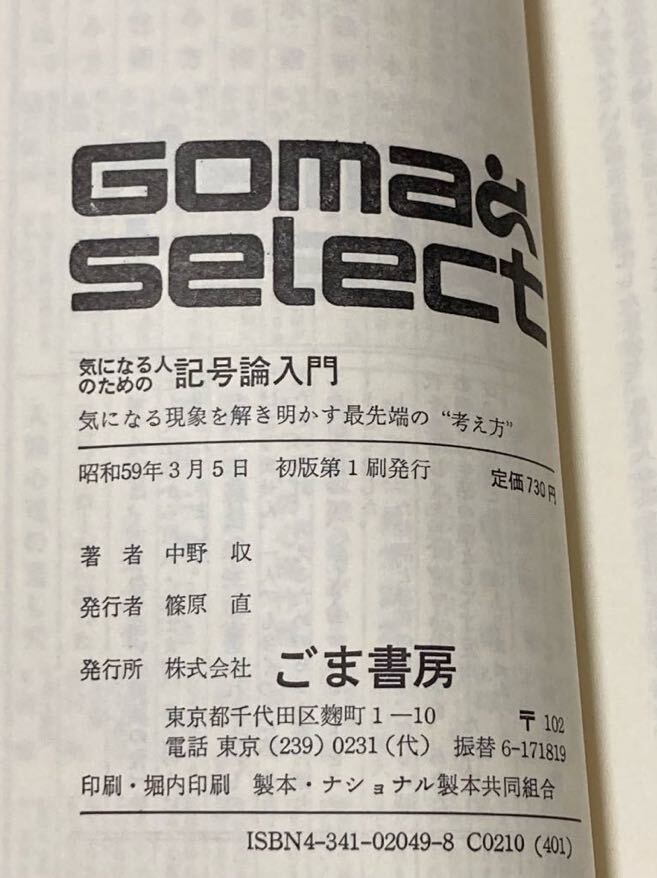 GOMA
select
気になる人
のための 記号論入門
気になる現象を解き明かす最先端の“考え方”
昭和59年3月5日 初版第1刷発行 定価730円
著者 中野 収
発行者 篠原 直
発行所 株式会社 ごま書房
東京都千代田区麴町1—10 〒102
電話 東京(239)0231(代) 振替6-171819
印刷・堀内印刷 製本・ナショナル製本共同組合
ISBN4-341-02049-8 C0210 (401)